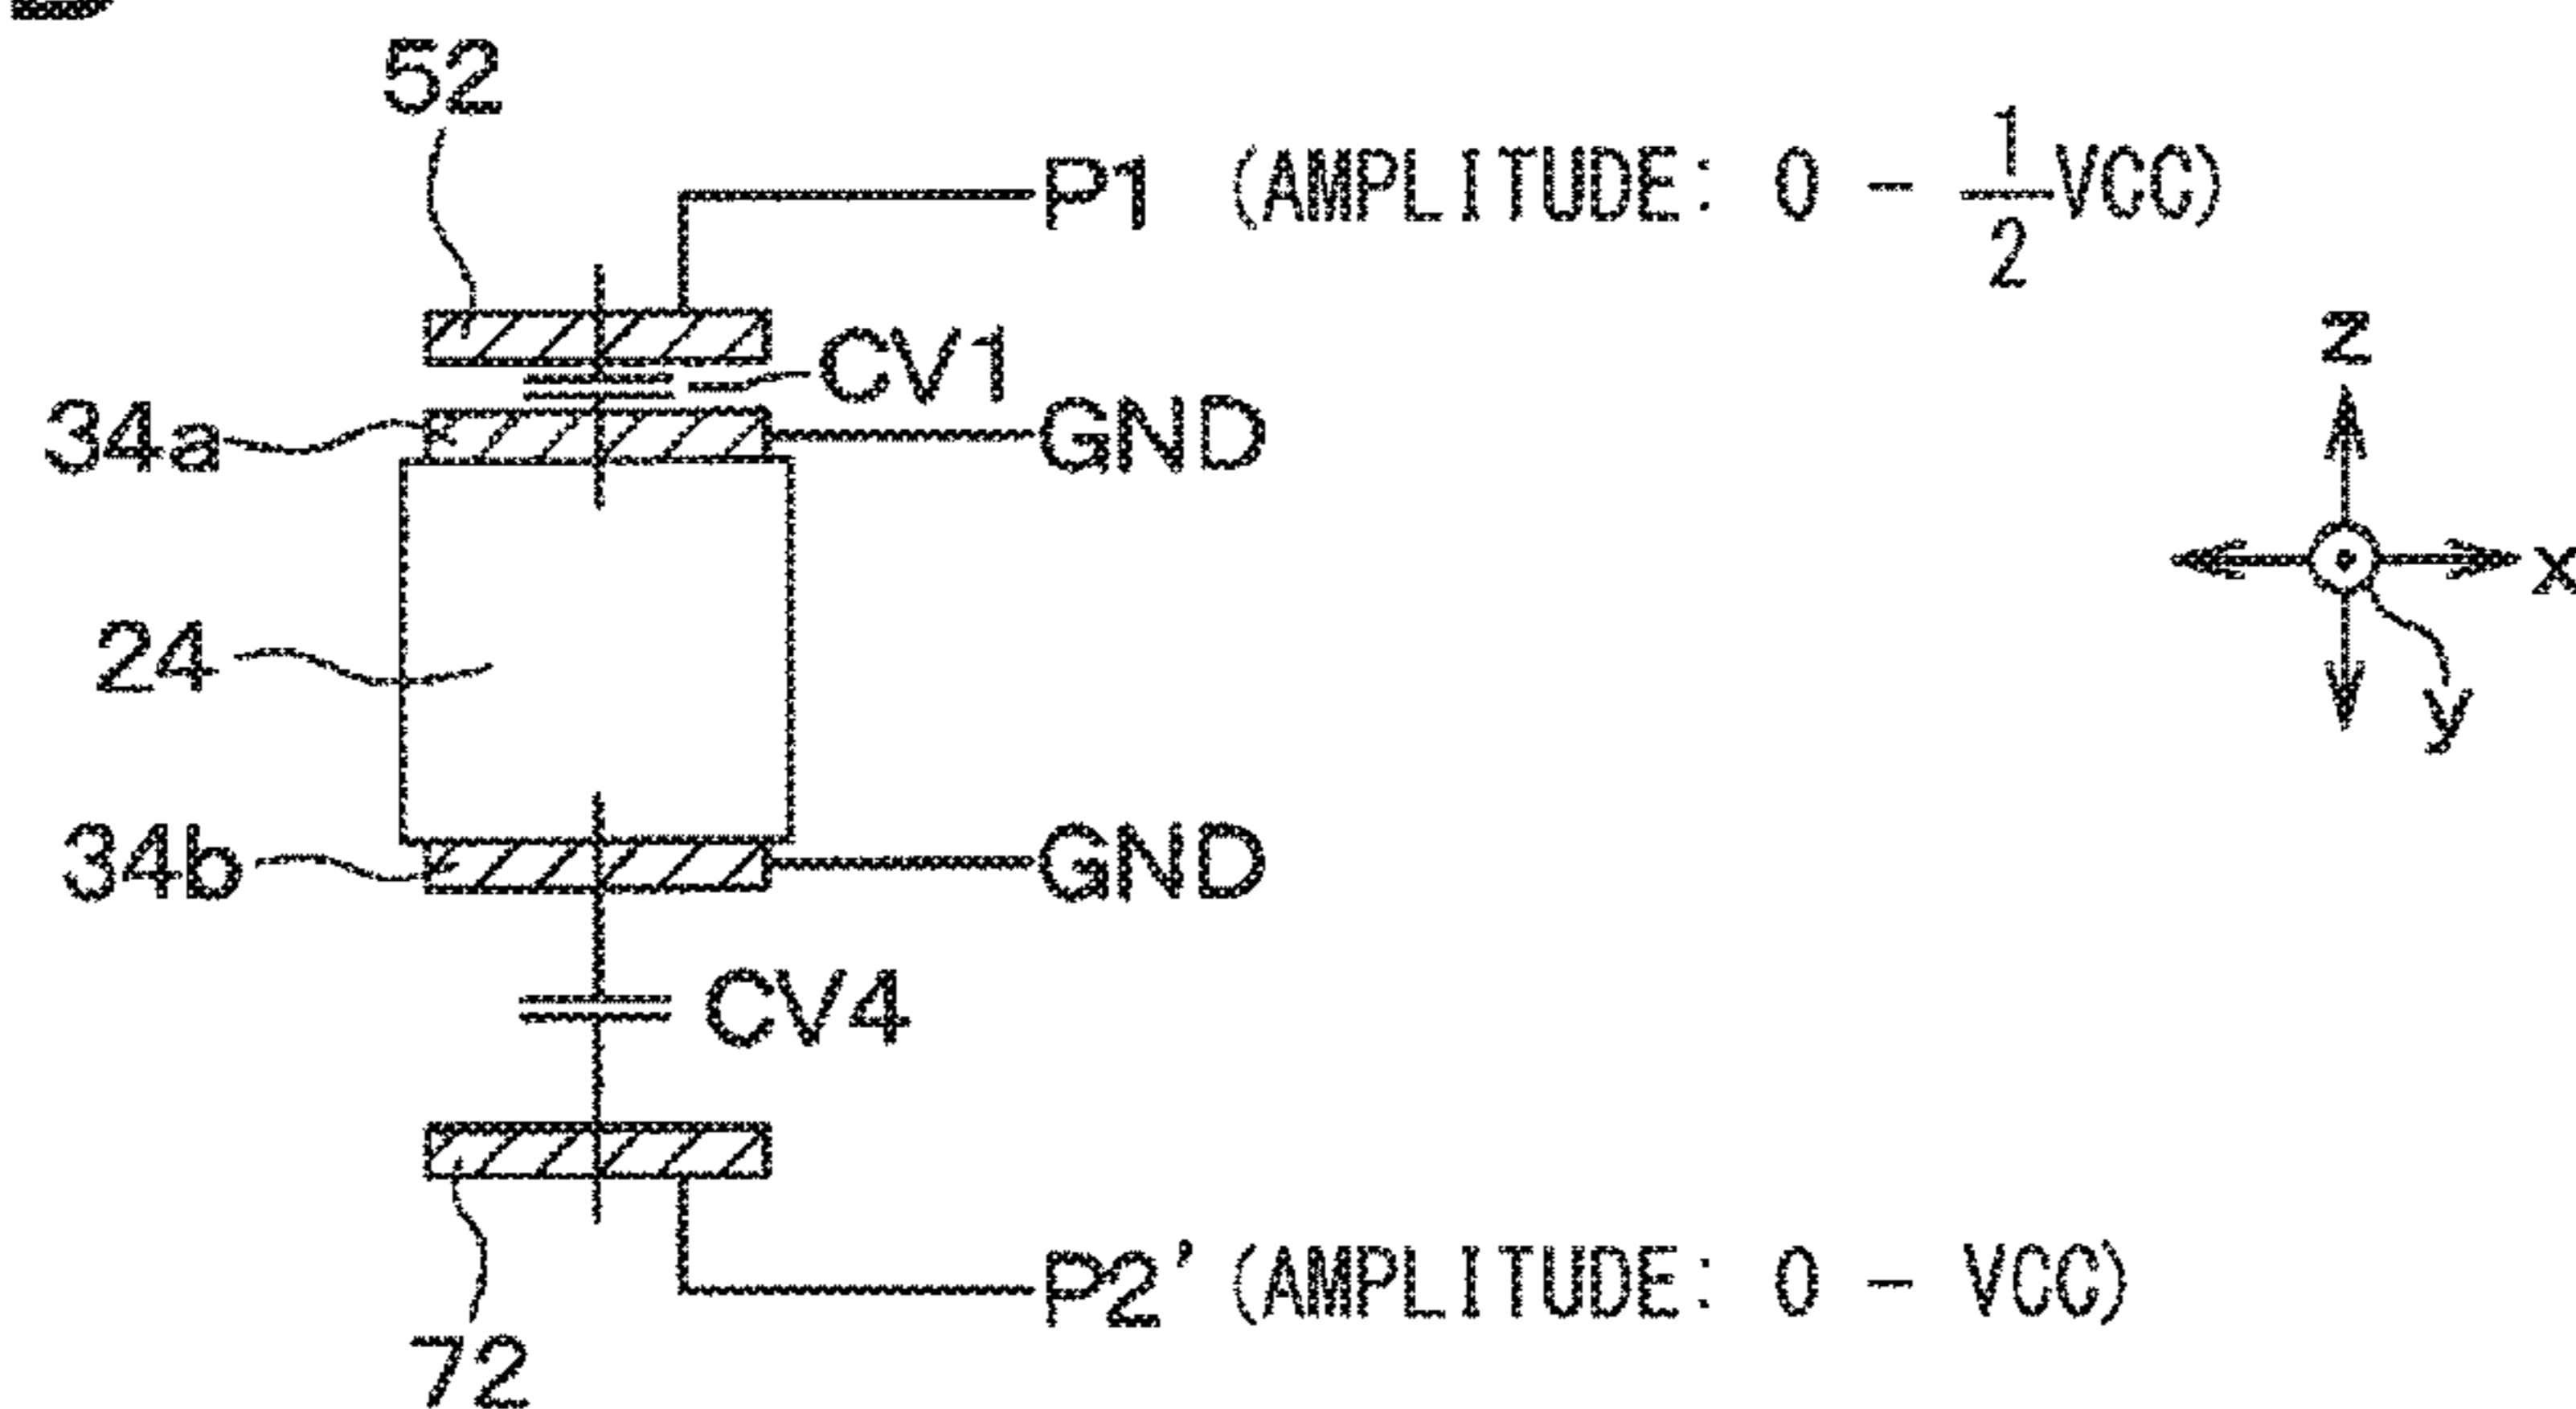 52
P1 (AMPLITUDE: 0 - 1/2 VCC)
CV1
34a
GND
z
x
24
y
34b
GND
CV4
P2' (AMPLITUDE: 0 - VCC)
72